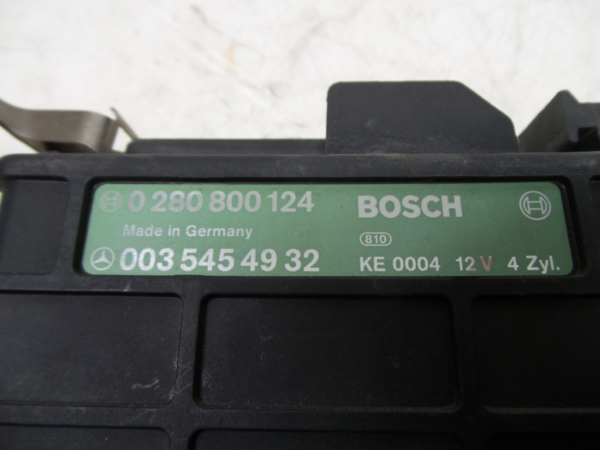 0 280 800 124 BOSCH
Made in Germany 810
003 545 49 32 KE 0004 12 V 4 Zyl.